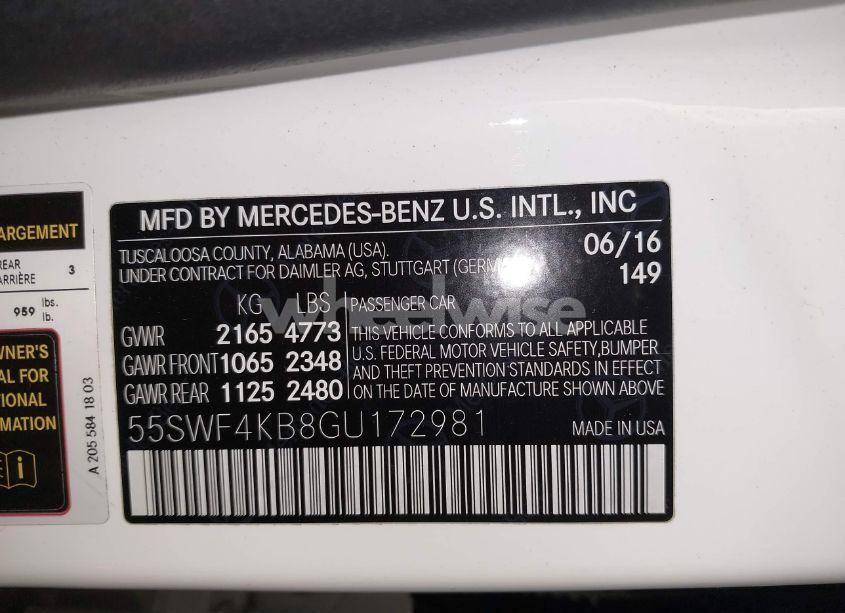 ARGEMENT
REAR
ARRIÈRE 3
959 lbs.
lb.
WNER'S
AL FOR
TIONAL
MATION.
A 205 584 18 03
MFD BY MERCEDES-BENZ U.S. INTL., INC
TUSCALOOSA COUNTY, ALABAMA (USA). 06/16
UNDER CONTRACT FOR DAIMLER AG, STUTTGART 149
KG LBS PASSENGER CAR
wheelwise
GWWR 2165 4773 THIS VEHICLE CONFORMS TO ALL APPLICABLE
GAWR FRONT 1065 2348 U.S. FEDERAL MOTOR VEHICLE SAFETY,BUMPER
GAWR REAR 1125 2480 AND THEFT PREVENTION STANDARDS IN EFFECT
ON THE DATE OF MANUFACTURE SHOWN ABOVE
55SWF4KB8GU172981 MADE IN USA